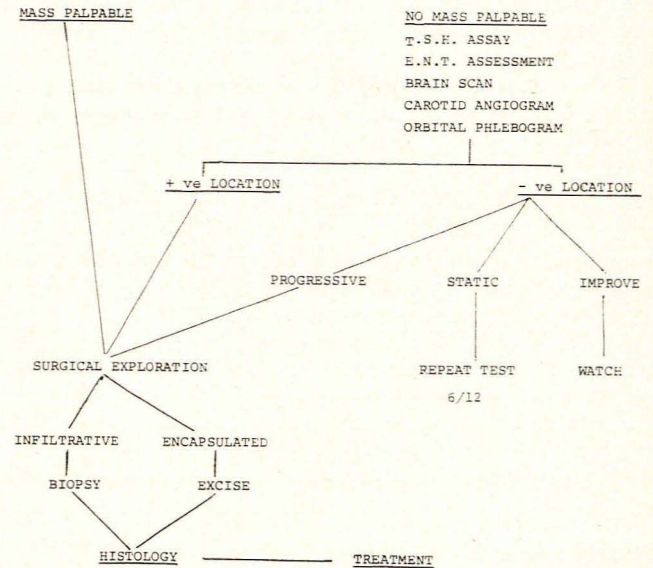 MASS PALPABLE
NO MASS PALPABLE
T.S.H. ASSAY
E.N.T. ASSESSMENT
BRAIN SCAN
CAROTID ANGIOGRAM
ORBITAL PHLEBOGRAM
+ ve LOCATION
- ve LOCATION
PROGRESSIVE
STATIC
IMPROVE
SURGICAL EXPLORATION
REPEAT TEST
6/12
WATCH
INFILTRATIVE
ENCAPSULATED
BIOPSY
EXCISE
HISTOLOGY
TREATMENT